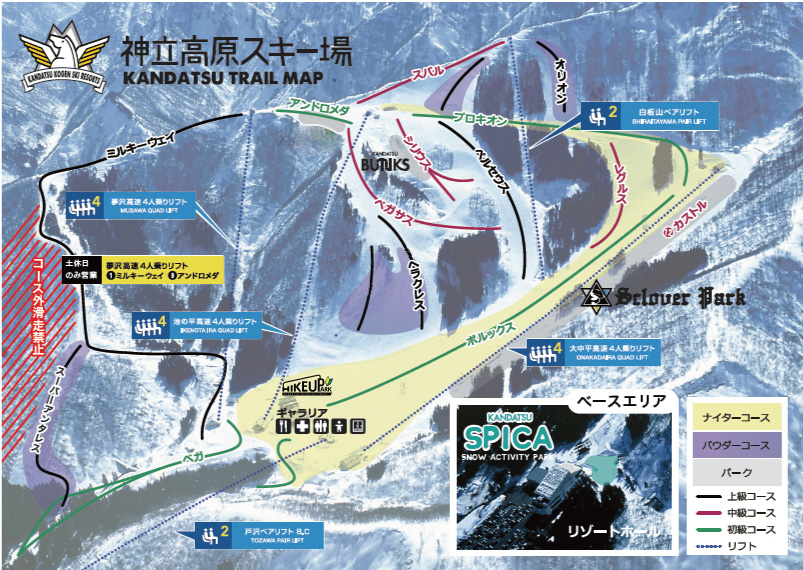 KANDATSU KOGEN SKI RESORTS
神立高原スキー場
KANDATSU TRAIL MAP
スバル
オリオン
アンドロメダ
プロキオン
2
白板山ペアリフト
SHIRAITAYAMA PAIR LIFT
ミルキーウェイ
KANDATSU
BUNKS
シリウス
ペルセウス
レグルス
ペガサス
⑫カストル
4
夢沢高速4人乗りリフト
MUSAWA QUAD LIFT
土休日
のみ営業
夢沢高速4人乗りリフト
❶ミルキーウェイ ❸アンドロメダ
コース外滑走禁止
ヘラクレス
Sclover Park
4
池の平高速4人乗りリフト
IKENOTAIRA QUAD LIFT
ポルックス
4
大中平高速4人乗りリフト
ONAKADAIRA QUAD LIFT
スーパーアンタレス
HIKEUP PARK
ギャラリア
ベガ
2
戸沢ペアリフト B,C
TOZAWA PAIR LIFT
ベースエリア
KANDATSU
SPICA
SNOW ACTIVITY PARK
リゾートホール
ナイターコース
パウダーコース
パーク
上級コース
中級コース
初級コース
リフト